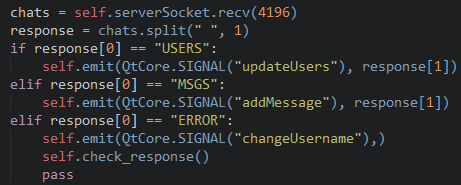 chats = self.serverSocket.recv(4196)
response = chats.split(" ", 1)
if response[0] == "USERS":
    self.emit(QtCore.SIGNAL("updateUsers"), response[1])
elif response[0] == "MSGS":
    self.emit(QtCore.SIGNAL("addMessage"), response[1])
elif response[0] == "ERROR":
    self.emit(QtCore.SIGNAL("changeUsername"),)
    self.check_response()
    pass